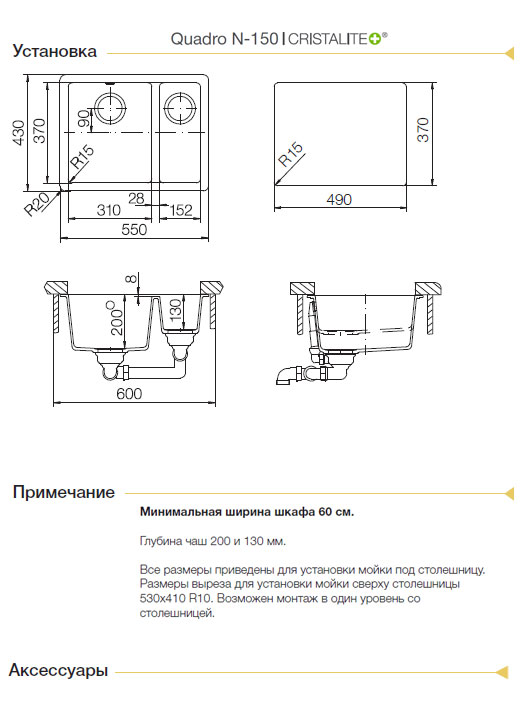 Quadro N-150 | CRISTALITE+®
Установка
430
370
90
R15
R20
28
310
152
550
R15
370
490
8
200
130
600
Примечание
Минимальная ширина шкафа 60 см.
Глубина чаш 200 и 130 мм.
Все размеры приведены для установки мойки под столешницу.
Размеры выреза для установки мойки сверху столешницы
530x410 R10. Возможен монтаж в один уровень со
столешницей.
Аксессуары